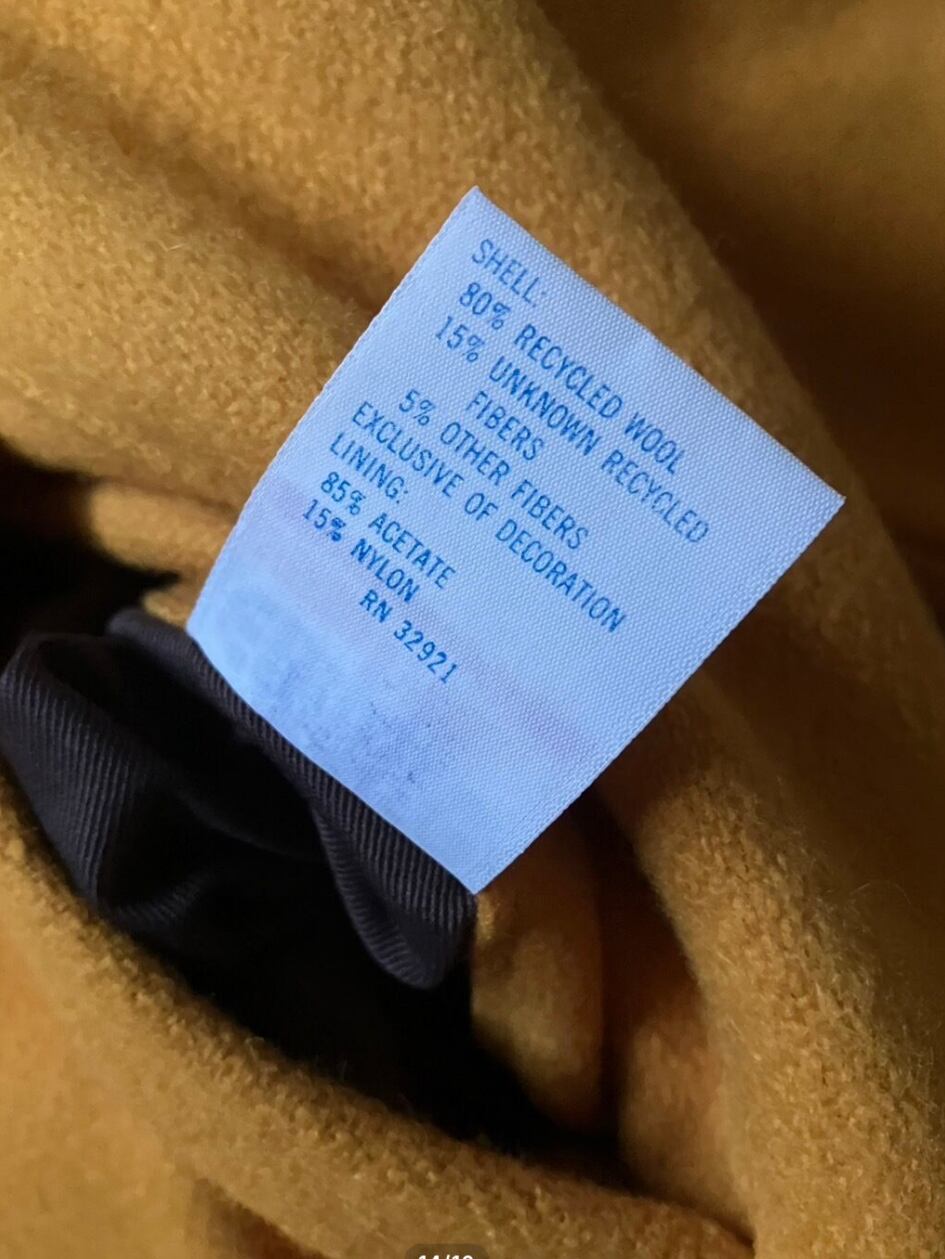 SHELL:
80% RECYCLED WOOL
15% UNKNOWN RECYCLED
FIBERS
5% OTHER FIBERS
EXCLUSIVE OF DECORATION
LINING:
85% ACETATE
15% NYLON
RN 32921